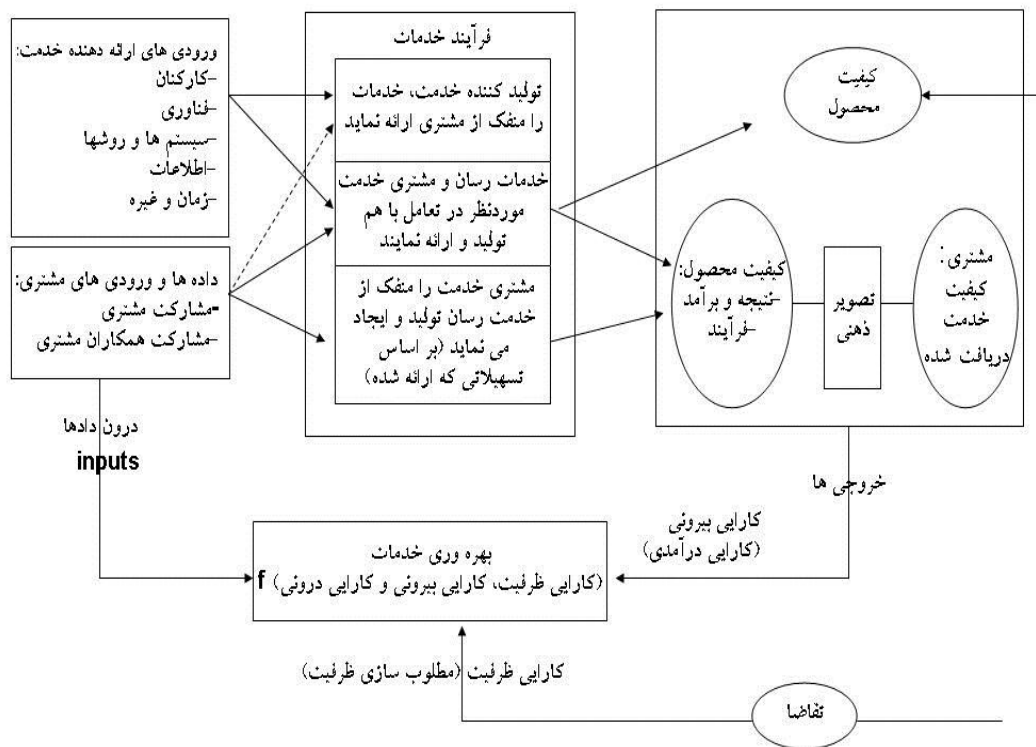 ورودی های ارائه دهنده خدمت:
-کارکنان
-فناوری
-سیستم ها و روشها
-اطلاعات
-زمان و غیره
داده ها و ورودی های مشتری:
-مشارکت مشتری
-مشارکت همکاران مشتری
فرآیند خدمات
تولید کننده خدمت، خدمات
را منفک از مشتری ارائه نماید
خدمات رسان و مشتری خدمت
موردنظر در تعامل با هم
تولید و ارائه نمایند
مشتری خدمت را منفک از
خدمت رسان تولید و ایجاد
می نماید (بر اساس
تسهیلاتی که ارائه شده)
کیفیت
محصول
کیفیت محصول:
-نتیجه و برآمد
-فرآیند
تصویر
ذهنی
مشتری:
کیفیت
خدمت
دریافت شده
درون دادها
inputs
خروجی ها
کارایی بیرونی
(کارایی درآمدی)
بهره وری خدمات
(کارایی ظرفیت، کارایی بیرونی و کارایی درونی) f
کارایی ظرفیت (مطلوب سازی ظرفیت)
تقاضا